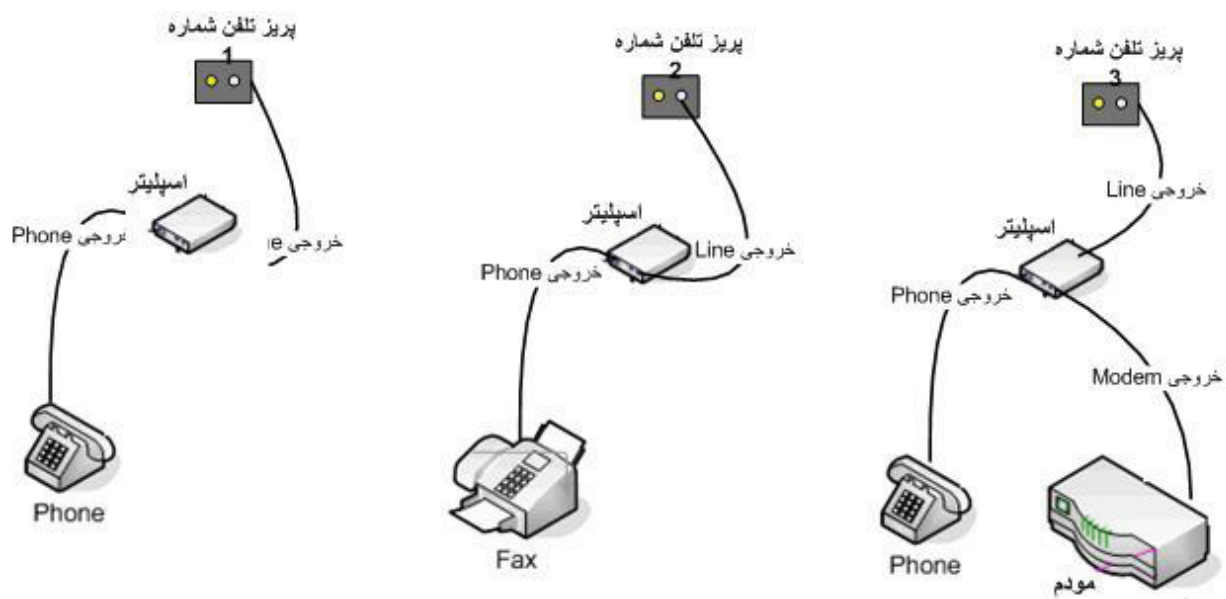 پریز تلفن شماره
1
اسپلیتر
خروجی Phone
خروجی
Phone
پریز تلفن شماره
2
اسپلیتر
خروجی Line
خروجی Phone
Fax
پریز تلفن شماره
3
خروجی Line
اسپلیتر
خروجی Phone
خروجی Modem
Phone
مودم